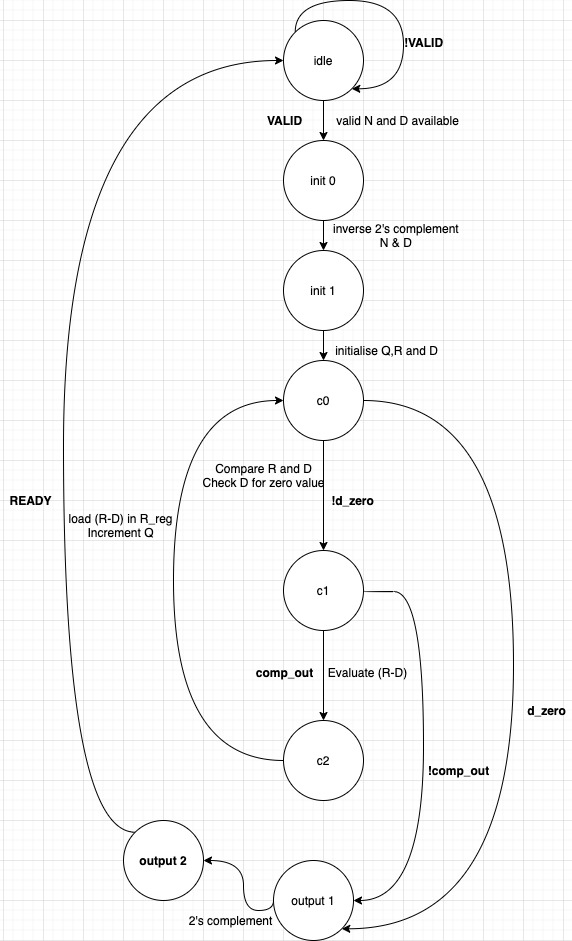 !VALID
idle
VALID
valid N and D available
init 0
inverse 2's complement
N & D
init 1
initialise Q,R and D
c0
Compare R and D
Check D for zero value
!d_zero
READY
load (R-D) in R_reg
Increment Q
c1
comp_out
Evaluate (R-D)
d_zero
c2
!comp_out
output 2
output 1
2's complement